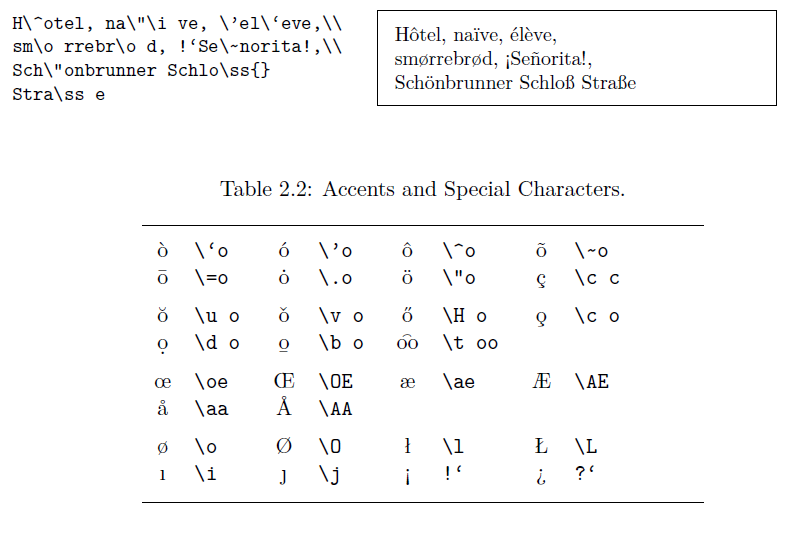 H\^otel, na\"\i ve, \’el\‘eve,\\
sm\o rrebr\o d, !‘Se\~norita!,\\
Sch\"onbrunner Schlo\ss{}
Stra\ss e
Hôtel, naïve, élève,
smørrebrød, ¡Señorita!,
Schönbrunner Schloß Straße
Table 2.2: Accents and Special Characters.
ò \‘o ó \’o ô \^o õ \~o
ō \=o ȯ \.o ö \"o ç \c c
ŏ \u o ǒ \v o ő \H o o̧ \c o
ọ \d o o̱ \b o o͡o \t oo
œ \oe Œ \OE æ \ae Æ \AE
å \aa Å \AA
ø \o Ø \O ł \l Ł \L
ı \i ȷ \j ¡ !‘ ¿ ?‘